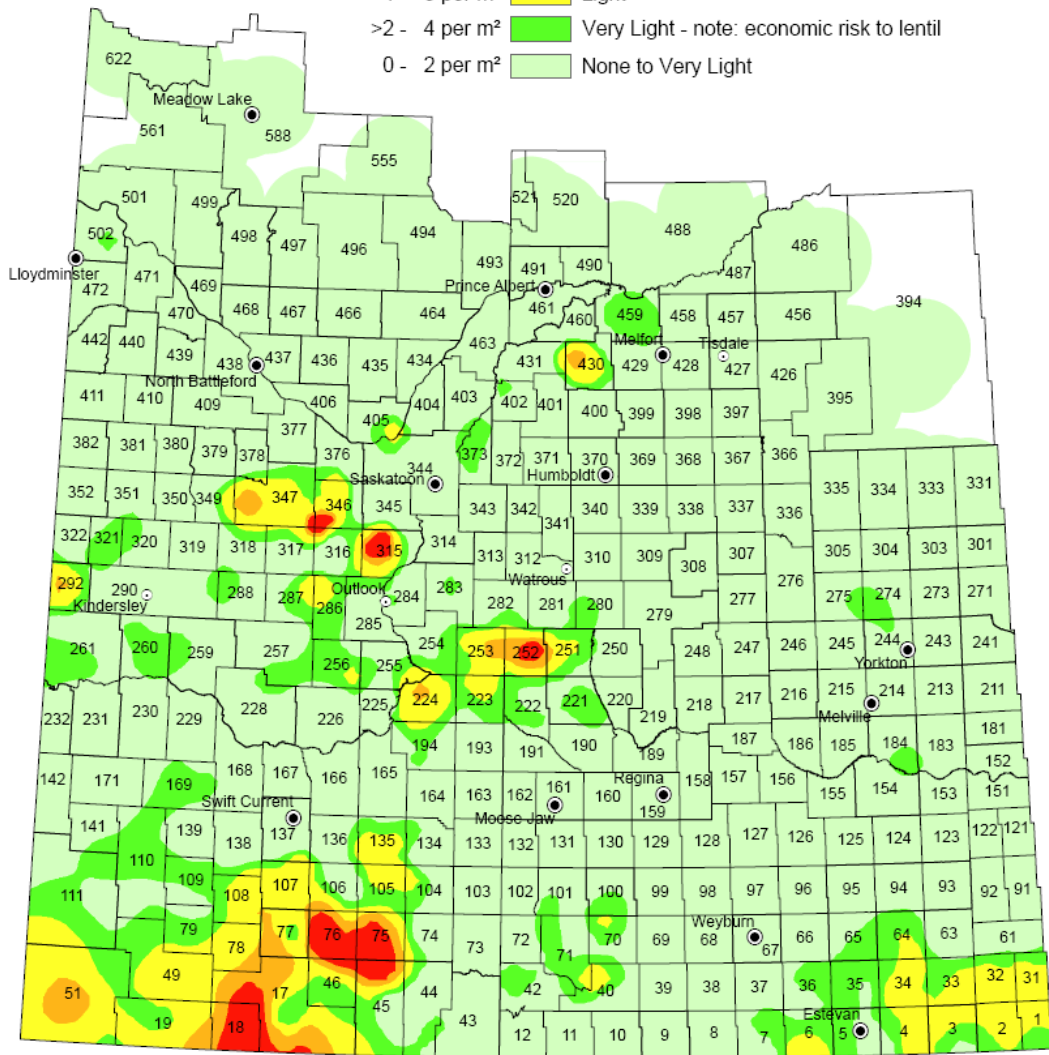 Light
>2 - 4 per m² Very Light - note: economic risk to lentil
0 - 2 per m² None to Very Light
622
Meadow Lake
561 588
555
501 499
521 520
502 498 497 496 494 488 486
Lloydminster
472 471 469 493 491 490 487
Prince Albert
394
470 468 467 466 464 461 460 459 458 457 456
442 440 439 438 437 436 435 434 463 431 430 429 428 427 426
Melfort Tisdale
North Battleford
411 410 409 406 405 404 403 402 401 400 399 398 397 395
382 381 380 379 378 377 376 373 372 371 370 369 368 367 366
344
Saskatoon Humboldt
352 351 350 349 347 346 345 343 342 341 340 339 338 337 336 335 334 333 331
322 321 320 319 318 317 316 315 314 313 312 310 309 308 307 305 304 303 301
Watrous
292 290 288 287 286 285 284 283 282 281 280 279 277 276 275 274 273 271
Kindersley Outlook
261 260 259 257 256 255 254 253 252 251 250 248 247 246 245 244 243 241
Yorkton
232 231 230 229 228 226 225 224 223 222 221 220 219 218 217 216 215 214 213 211
Melville
194 193 191 190 189 187 186 185 184 183 181
152
142 171 169 168 167 166 165 164 163 162 161 160 159 158 157 156 155 154 153 151
Swift Current Moose Jaw Regina
141 139 138 137 136 135 134 133 132 131 130 129 128 127 126 125 124 123 122 121
111 110 109 108 107 106 105 104 103 102 101 100 99 98 97 96 95 94 93 92 91
79 78 77 76 75 74 73 72 71 70 69 68 67 66 65 64 63 61
Weyburn
51 49 17 46 45 44 42 40 39 38 37 36 35 34 33 32 31
Estevan
19 18 43 12 11 10 9 8 7 6 5 4 3 2 1